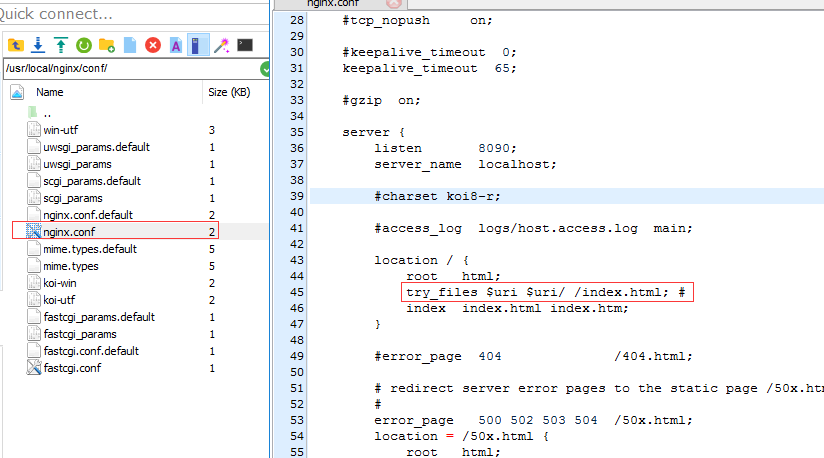 Quick connect...
/usr/local/nginx/conf/
Name Size (KB)
..
win-utf 3
uwsgi_params.default 1
uwsgi_params 1
scgi_params.default 1
scgi_params 1
nginx.conf.default 2
nginx.conf 2
mime.types.default 5
mime.types 5
koi-win 2
koi-utf 2
fastcgi_params.default 1
fastcgi_params 1
fastcgi.conf.default 1
fastcgi.conf 1
nginx.conf
28 #tcp_nopush on;
29
30 #keepalive_timeout 0;
31 keepalive_timeout 65;
32
33 #gzip on;
34
35 server {
36 listen 8090;
37 server_name localhost;
38
39 #charset koi8-r;
40
41 #access_log logs/host.access.log main;
42
43 location / {
44 root html;
45 try_files $uri $uri/ /index.html; #
46 index index.html index.htm;
47 }
48
49 #error_page 404 /404.html;
50
51 # redirect server error pages to the static page /50x.ht
52 #
53 error_page 500 502 503 504 /50x.html;
54 location = /50x.html {
55 root html;